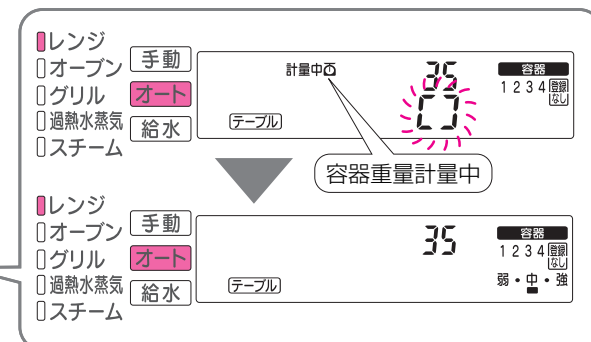 レンジ
オーブン
グリル
過熱水蒸気
スチーム
手動
オート
給水
計量中
テーブル
35
容器
1 2 3 4 登録なし
容器重量計量中
レンジ
オーブン
グリル
過熱水蒸気
スチーム
手動
オート
給水
テーブル
35
容器
1 2 3 4 登録なし
弱・中・強